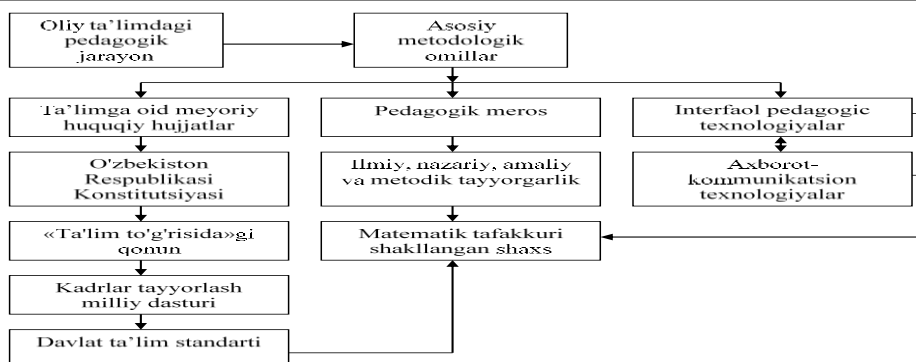 Oliy ta’limdagi
pedagogik
jarayon
Asosiy
metodologik
omillar
Ta’limga oid meyoriy
huquqiy hujjatlar
Pedagogik meros
Interfaol pedagogic
texnologiyalar
O'zbekiston
Respublikasi
Konstitutsiyasi
Ilmiy, nazariy, amaliy
va metodik tayyorgarlik
Axborot-
kommunikatsion
texnologiyalar
«Ta'lim to'g'risida»gi
qonun
Matematik tafakkuri
shakllangan shaxs
Kadrlar tayyorlash
milliy dasturi
Davlat ta’lim standarti